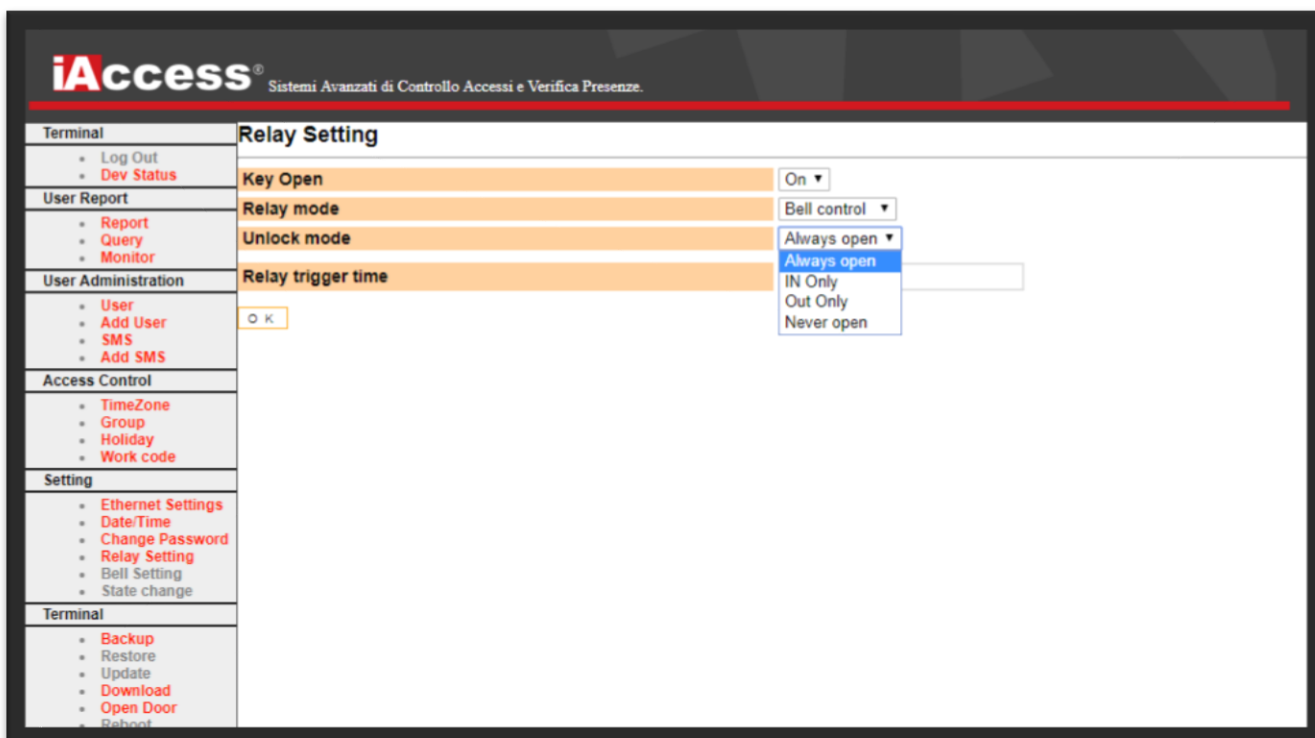 iAccess® Sistemi Avanzati di Controllo Accessi e Verifica Presenze.
Terminal
Log Out
Dev Status
User Report
Report
Query
Monitor
User Administration
User
Add User
SMS
Add SMS
Access Control
TimeZone
Group
Holiday
Work code
Setting
Ethernet Settings
Date/Time
Change Password
Relay Setting
Bell Setting
State change
Terminal
Backup
Restore
Update
Download
Open Door
Reboot
Relay Setting
Key Open On
Relay mode Bell control
Unlock mode Always open
Always open
IN Only
Out Only
Never open
Relay trigger time
O K